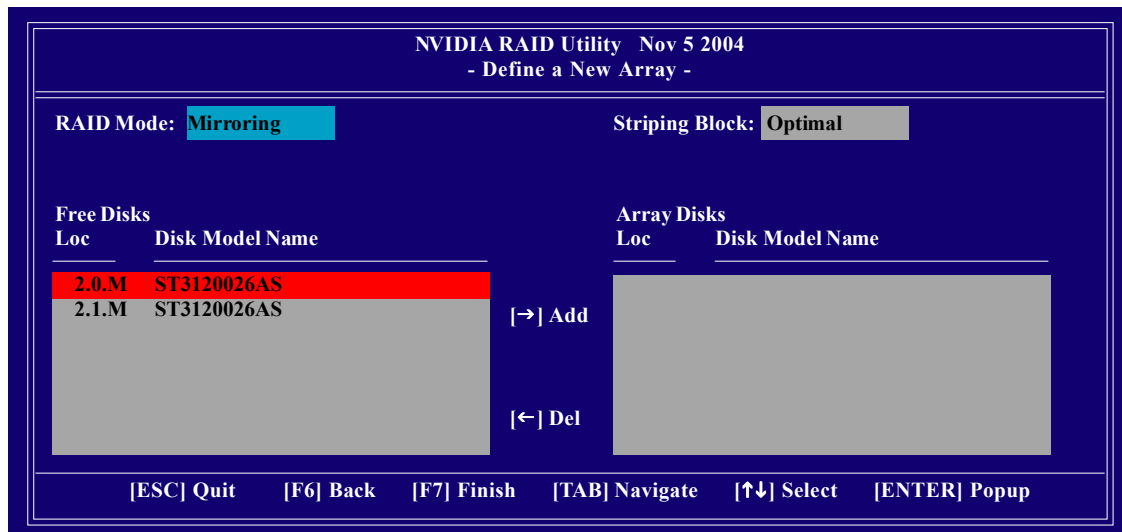 NVIDIA RAID Utility Nov 5 2004
- Define a New Array -
RAID Mode: Mirroring
Striping Block: Optimal
Free Disks
Loc Disk Model Name
2.0.M ST3120026AS
2.1.M ST3120026AS
[→] Add
[←] Del
Array Disks
Loc Disk Model Name
[ESC] Quit [F6] Back [F7] Finish [TAB] Navigate [↑↓] Select [ENTER] Popup